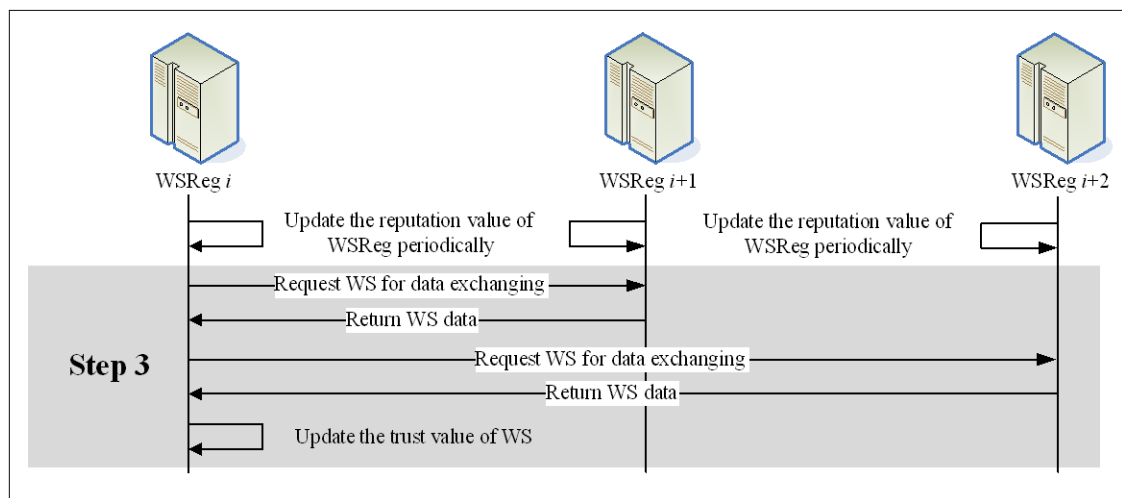 WSReg i
WSReg i+1
WSReg i+2
Update the reputation value of
WSReg periodically
Update the reputation value of
WSReg periodically
Request WS for data exchanging
Return WS data
Step 3
Request WS for data exchanging
Return WS data
Update the trust value of WS